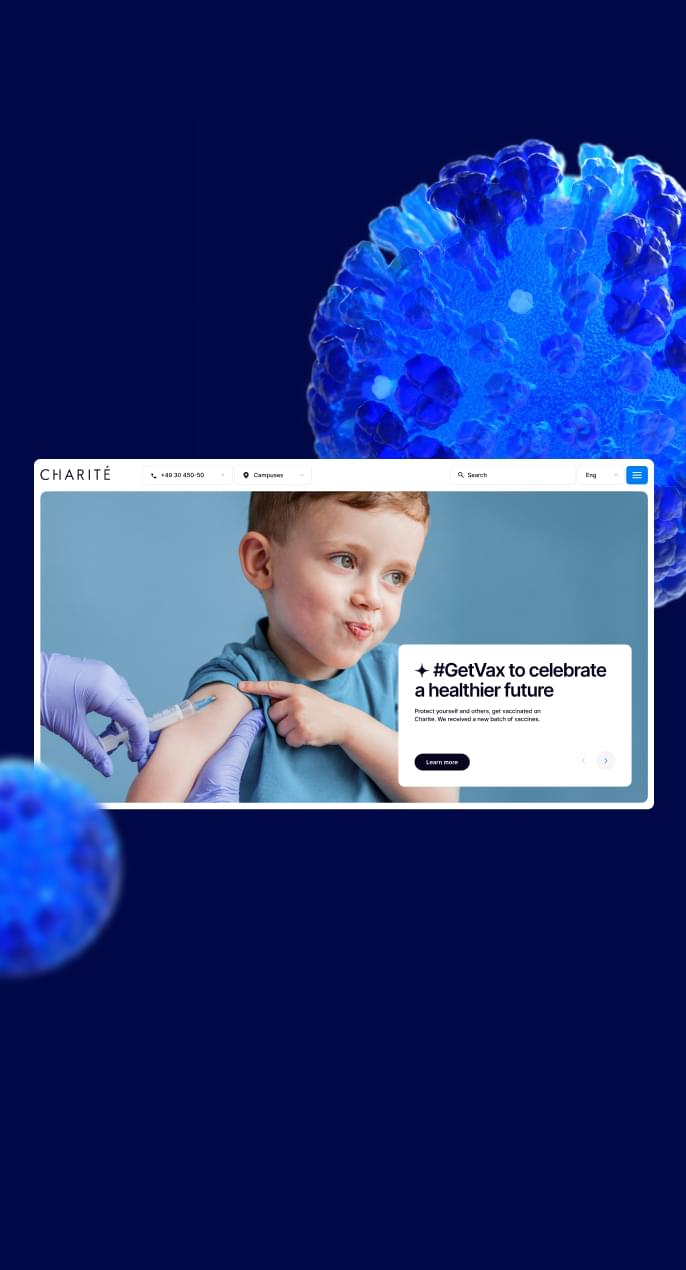 CHARITÉ
+49 30 450-50
Campuses
Search
Eng
#GetVax to celebrate
a healthier future
Protect yourself and others, get vaccinated on
Charite. We received a new batch of vaccines.
Learn more